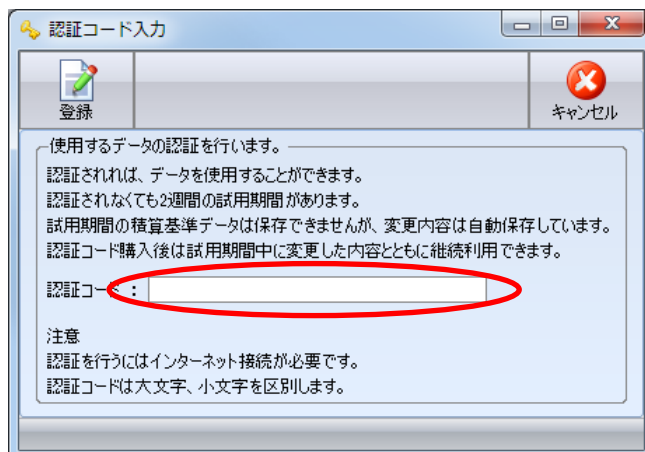 認証コード入力
登録
キャンセル
使用するデータの認証を行います。
認証されれば、データを使用することができます。
認証されなくても2週間の試用期間があります。
試用期間の積算基準データは保存できませんが、変更内容は自動保存しています。
認証コード購入後は試用期間中に変更した内容とともに継続利用できます。
認証コード :
注意
認証を行うにはインターネット接続が必要です。
認証コードは大文字、小文字を区別します。